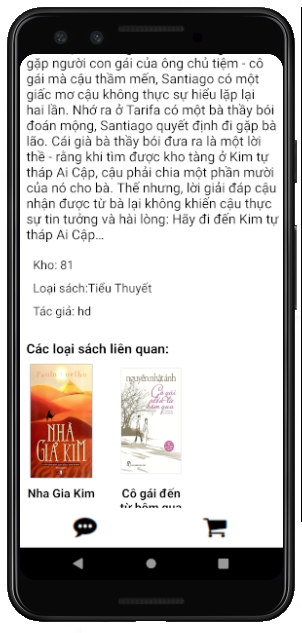 gặp người con gái của ông chủ tiệm - cô
gái mà cậu thầm mến, Santiago có một
giấc mơ cậu không thực sự hiểu lặp lại
hai lần. Nhớ ra ở Tarifa có một bà thầy bói
đoán mộng, Santiago quyết định đi gặp bà
lão. Cái già bà thầy bói đưa ra là một lời
thề - rằng khi tìm được kho tàng ở Kim tự
tháp Ai Cập, cậu phải chia một phần mười
của nó cho bà. Thế nhưng, lời giải đáp cậu
nhận được từ bà lại không khiến cậu thực
sự tin tưởng và hài lòng: Hãy đi đến Kim tự
tháp Ai Cập...
Kho: 81
Loại sách:Tiểu Thuyết
Tác giả: hd
Các loại sách liên quan:
NHÀ
GIẢ KIM
nguyễn nhật ánh
Cô gái
đến từ
hôm qua
Nha Gia Kim
Cô gái đến
từ hôm qua